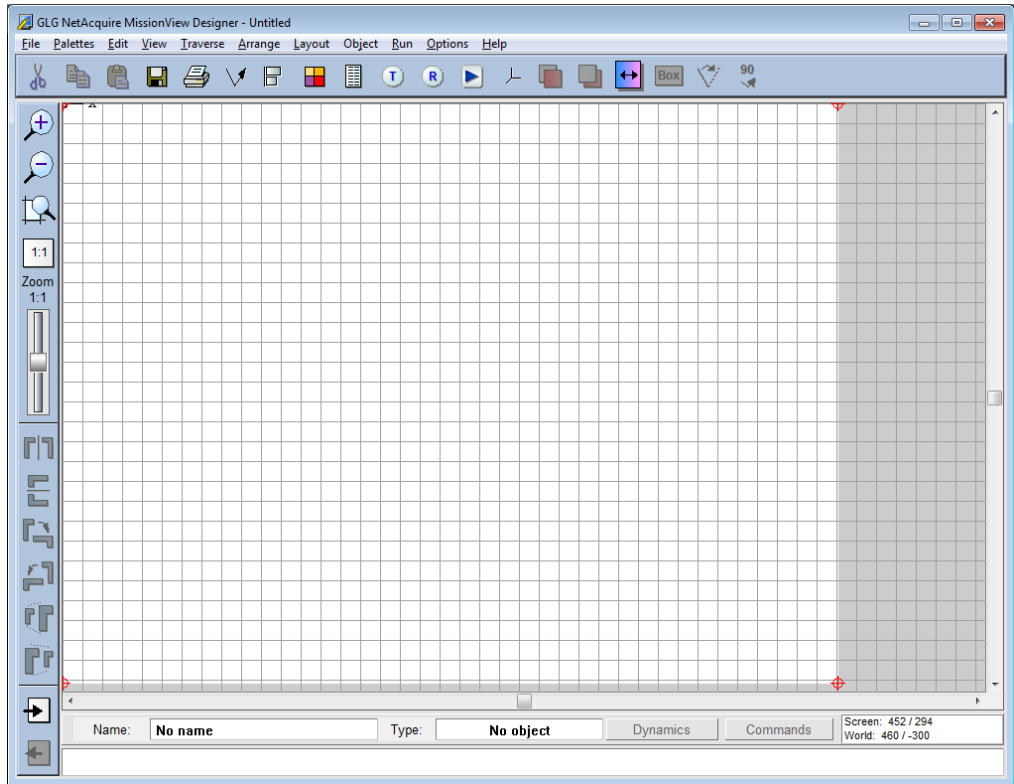 GLG NetAcquire MissionView Designer - Untitled
File Palettes Edit View Traverse Arrange Layout Object Run Options Help
T R Box 90
X
1:1
Zoom
1:1
Name: No name Type: No object Dynamics Commands
Screen: 452 / 294
World: 460 / -300